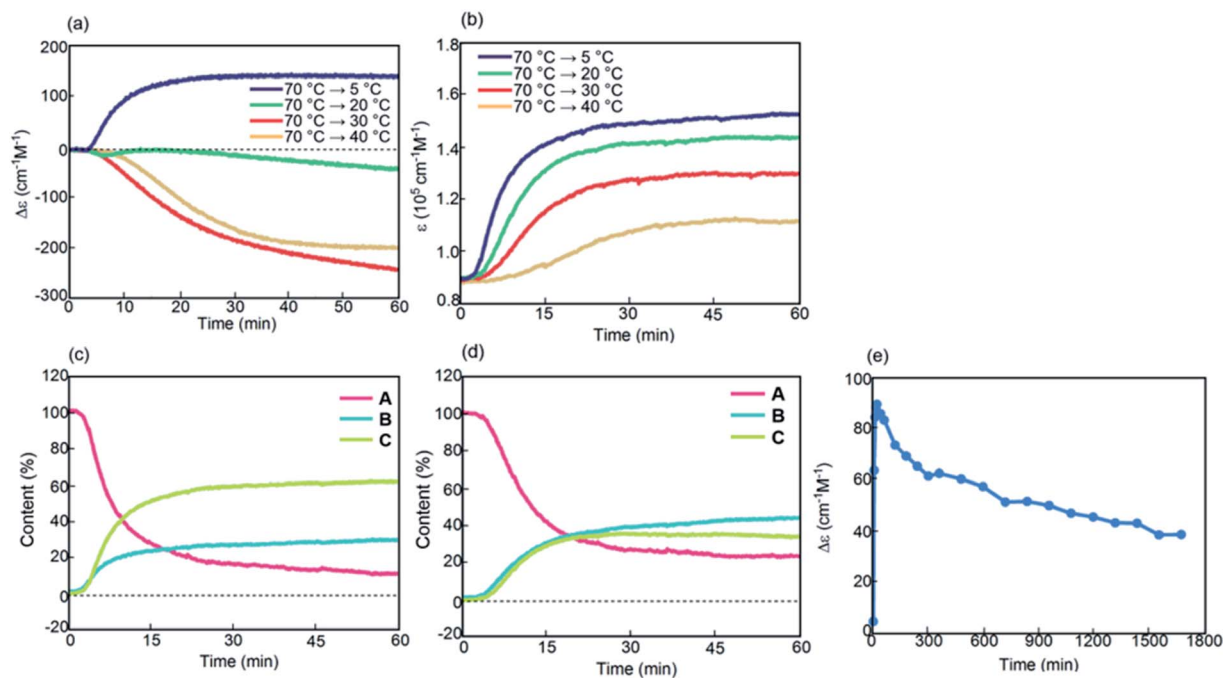 (a)
200
100
0
-100
-200
-300
Δε (cm⁻¹M⁻¹)
70 °C → 5 °C
70 °C → 20 °C
70 °C → 30 °C
70 °C → 40 °C
0 10 20 30 40 50 60
Time (min)
(b)
1.8
1.6
1.4
1.2
1.0
0.8
ε (10⁵ cm⁻¹M⁻¹)
70 °C → 5 °C
70 °C → 20 °C
70 °C → 30 °C
70 °C → 40 °C
0 15 30 45 60
Time (min)
(c)
120
100
80
60
40
20
0
-20
Content (%)
A
B
C
0 15 30 45 60
Time (min)
(d)
120
100
80
60
40
20
0
-20
Content (%)
A
B
C
0 15 30 45 60
Time (min)
(e)
100
80
60
40
20
0
Δε (cm⁻¹M⁻¹)
0 300 600 900 1200 1500 1800
Time (min)